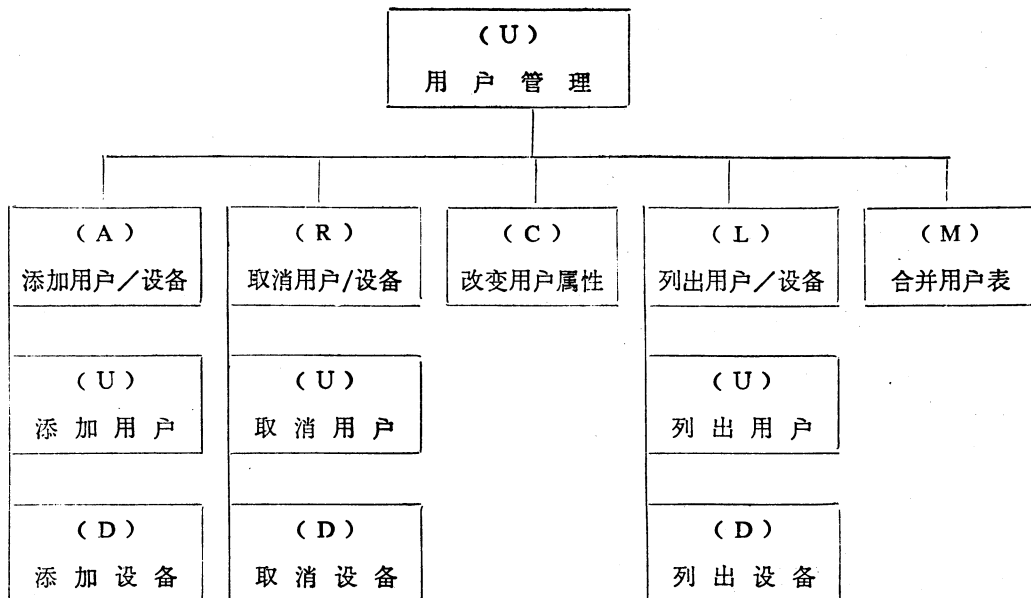 (U)
用户管理
(A)
添加用户／设备
(R)
取消用户/设备
(C)
改变用户属性
(L)
列出用户／设备
(M)
合并用户表
(U)
添加用户
(U)
取消用户
(U)
列出用户
(D)
添加设备
(D)
取消设备
(D)
列出设备